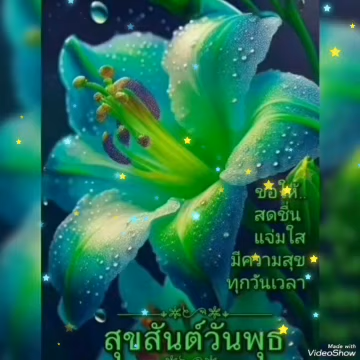 ขอให้..
สดชื่น
แจ่มใส
มีความสุข
ทุกวันเวลา
สุขสันต์วันพุธ
Made with
VideoShow